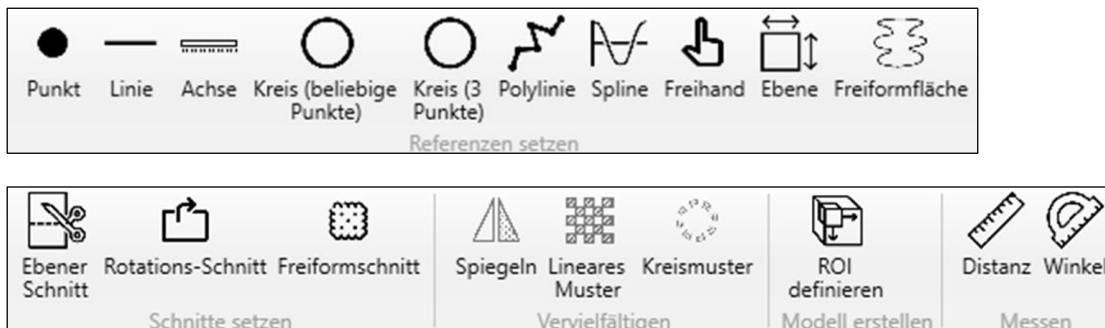 Punkt Linie Achse Kreis (beliebige Punkte) Kreis (3 Punkte) Polylinie Spline Freihand Ebene Freiformfläche
Referenzen setzen
Ebener Schnitt Rotations-Schnitt Freiformschnitt Spiegeln Lineares Muster Kreismuster ROI definieren Distanz Winkel
Schnitte setzen Vervielfältigen Modell erstellen Messen